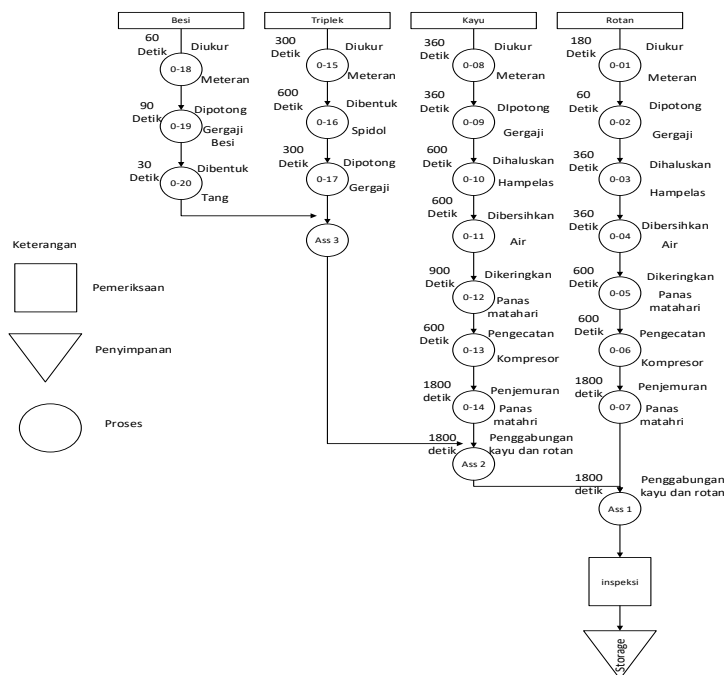 Besi
Triplek
Kayu
Rotan
60
Detik
Diukur
0-18
Meteran
90
Detik
Dipotong
Gergaji
Besi
0-19
30
Detik
Dibentuk
0-20
Tang
300
Detik
Diukur
0-15
Meteran
600
Detik
Dibentuk
0-16
Spidol
300
Detik
Dipotong
0-17
Gergaji
Ass 3
360
Detik
Diukur
0-08
Meteran
360
Detik
DIpotong
0-09
Gergaji
600
Detik
Dihaluskan
0-10
Hampelas
600
Detik
Dibershkan
0-11
Air
900
Detik
Dikeringkan
0-12
Panas
matahari
600
Detik
Pengecatan
0-13
Kompresor
1800
detik
Penjemuran
0-14
Panas
matahri
1800
detik
Penggabungan
kayu dan rotan
Ass 2
180
Detik
Diukur
0-01
Meteran
60
Detik
Dipotong
0-02
Gergaji
360
Detik
Dihaluskan
0-03
Hampelas
360
Detik
Dibersihkan
0-04
Air
600
Detik
Dikeringkan
0-05
Panas
matahari
600
Detik
Pengecatan
0-06
Kompresor
1800
detik
Penjemuran
0-07
Panas
matahri
1800
detik
Penggabungan
kayu dan rotan
Ass 1
inspeksi
Storage
Keterangan
Pemeriksaan
Penyimpanan
Proses